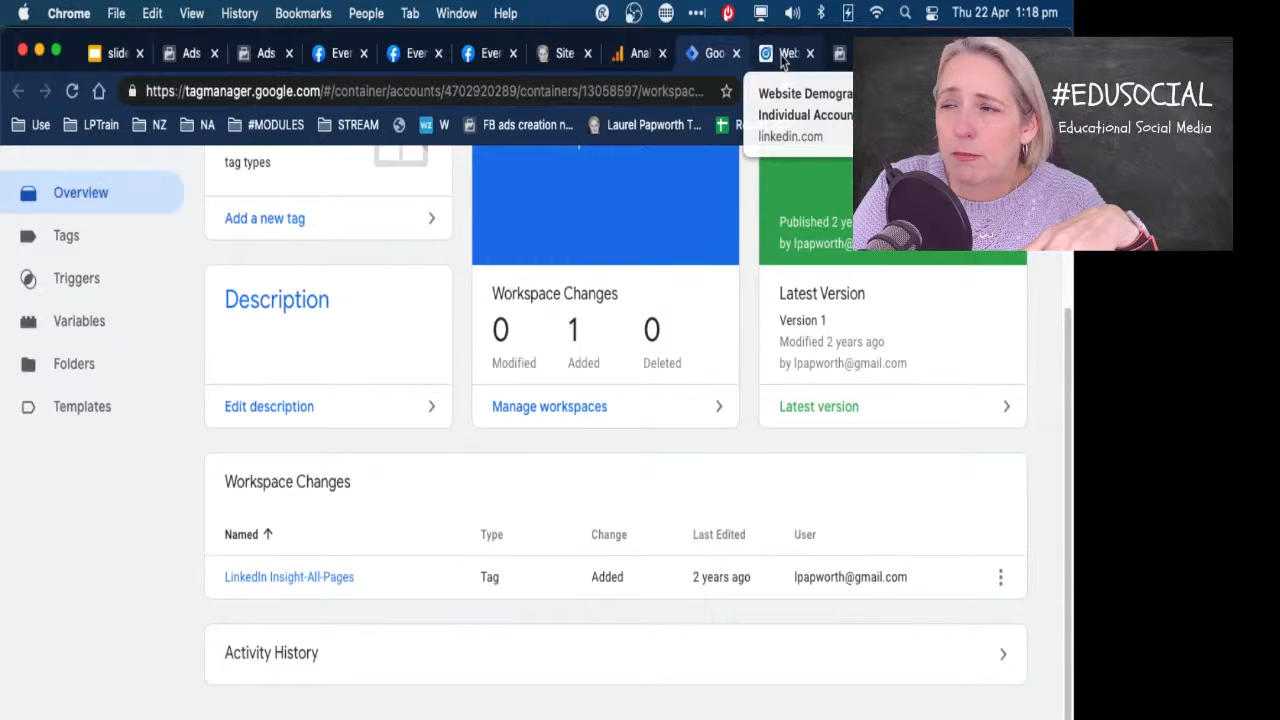 Chrome File Edit View History Bookmarks People Tab Window Help Thu 22 Apr 1:18 pm
slide Ads Ads Ever Ever Ever Site Anal Goo Web
https://tagmanager.google.com/#/container/accounts/4702920289/containers/13058597/workspac...
Use LPTrain NZ NA #MODULES STREAM W FB ads creation n... Laurel Papworth T...
Website Demogra
Individual Accoun
linkedin.com
#EDUSOCIAL
Educational Social Media
tag types
Add a new tag
Overview
Tags
Triggers
Variables
Folders
Templates
Published 2 ye
by lpapworth@
Description
Edit description
Workspace Changes
0 1 0
Modified Added Deleted
Manage workspaces
Latest Version
Version 1
Modified 2 years ago
by lpapworth@gmail.com
Latest version
Workspace Changes
Named Type Change Last Edited User
LinkedIn Insight-All-Pages Tag Added 2 years ago lpapworth@gmail.com
Activity History